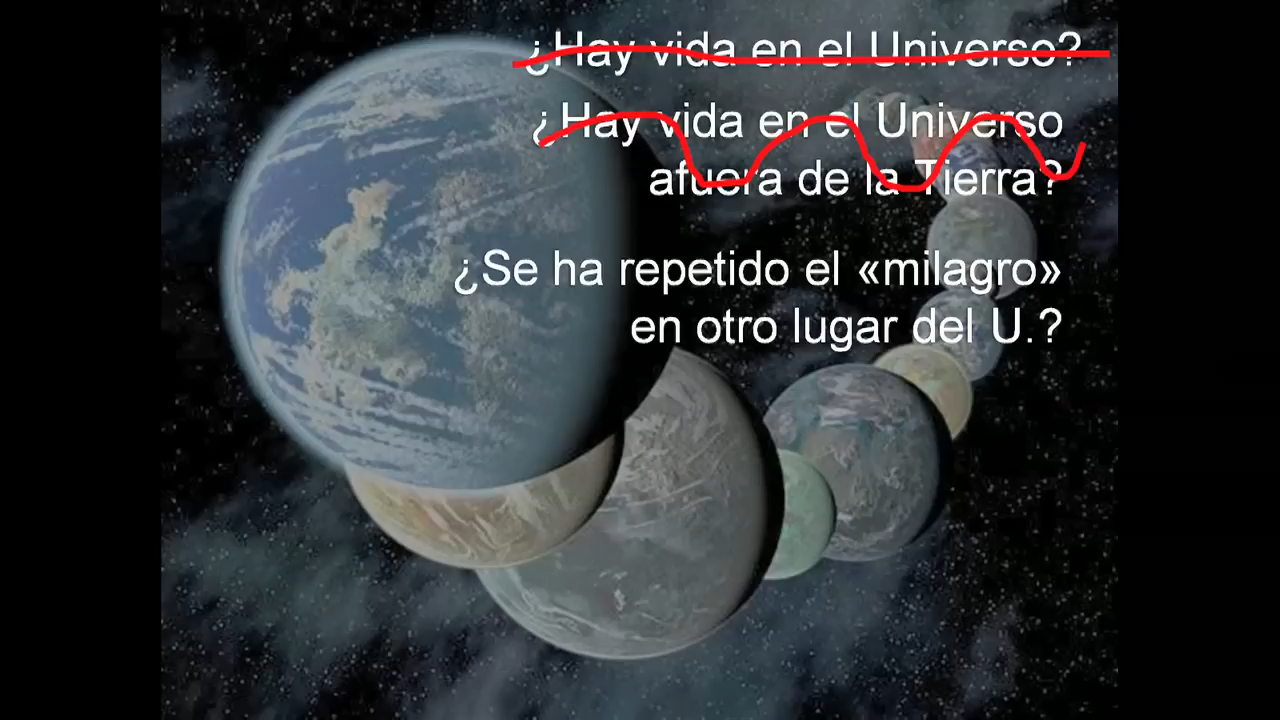 ¿Hay vida en el Universo?
¿Hay vida en el Universo
afuera de la Tierra?
¿Se ha repetido el «milagro»
en otro lugar del U.?